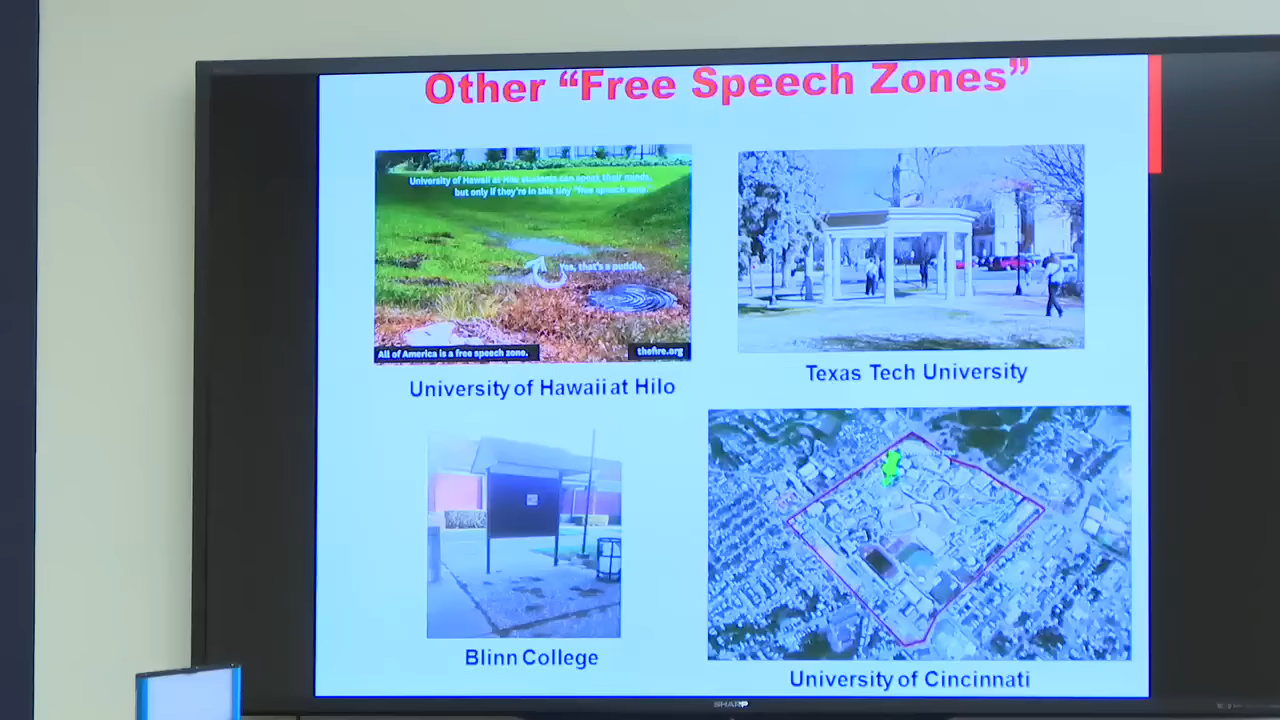 Other “Free Speech Zones”
University of Hawaii at Hilo students can speak their minds,
but only if they're in this tiny "free speech zone."
Yes, that's a puddle.
All of America is a free speech zone.
thefire.org
University of Hawaii at Hilo
Texas Tech University
Blinn College
University of Cincinnati
SHARP